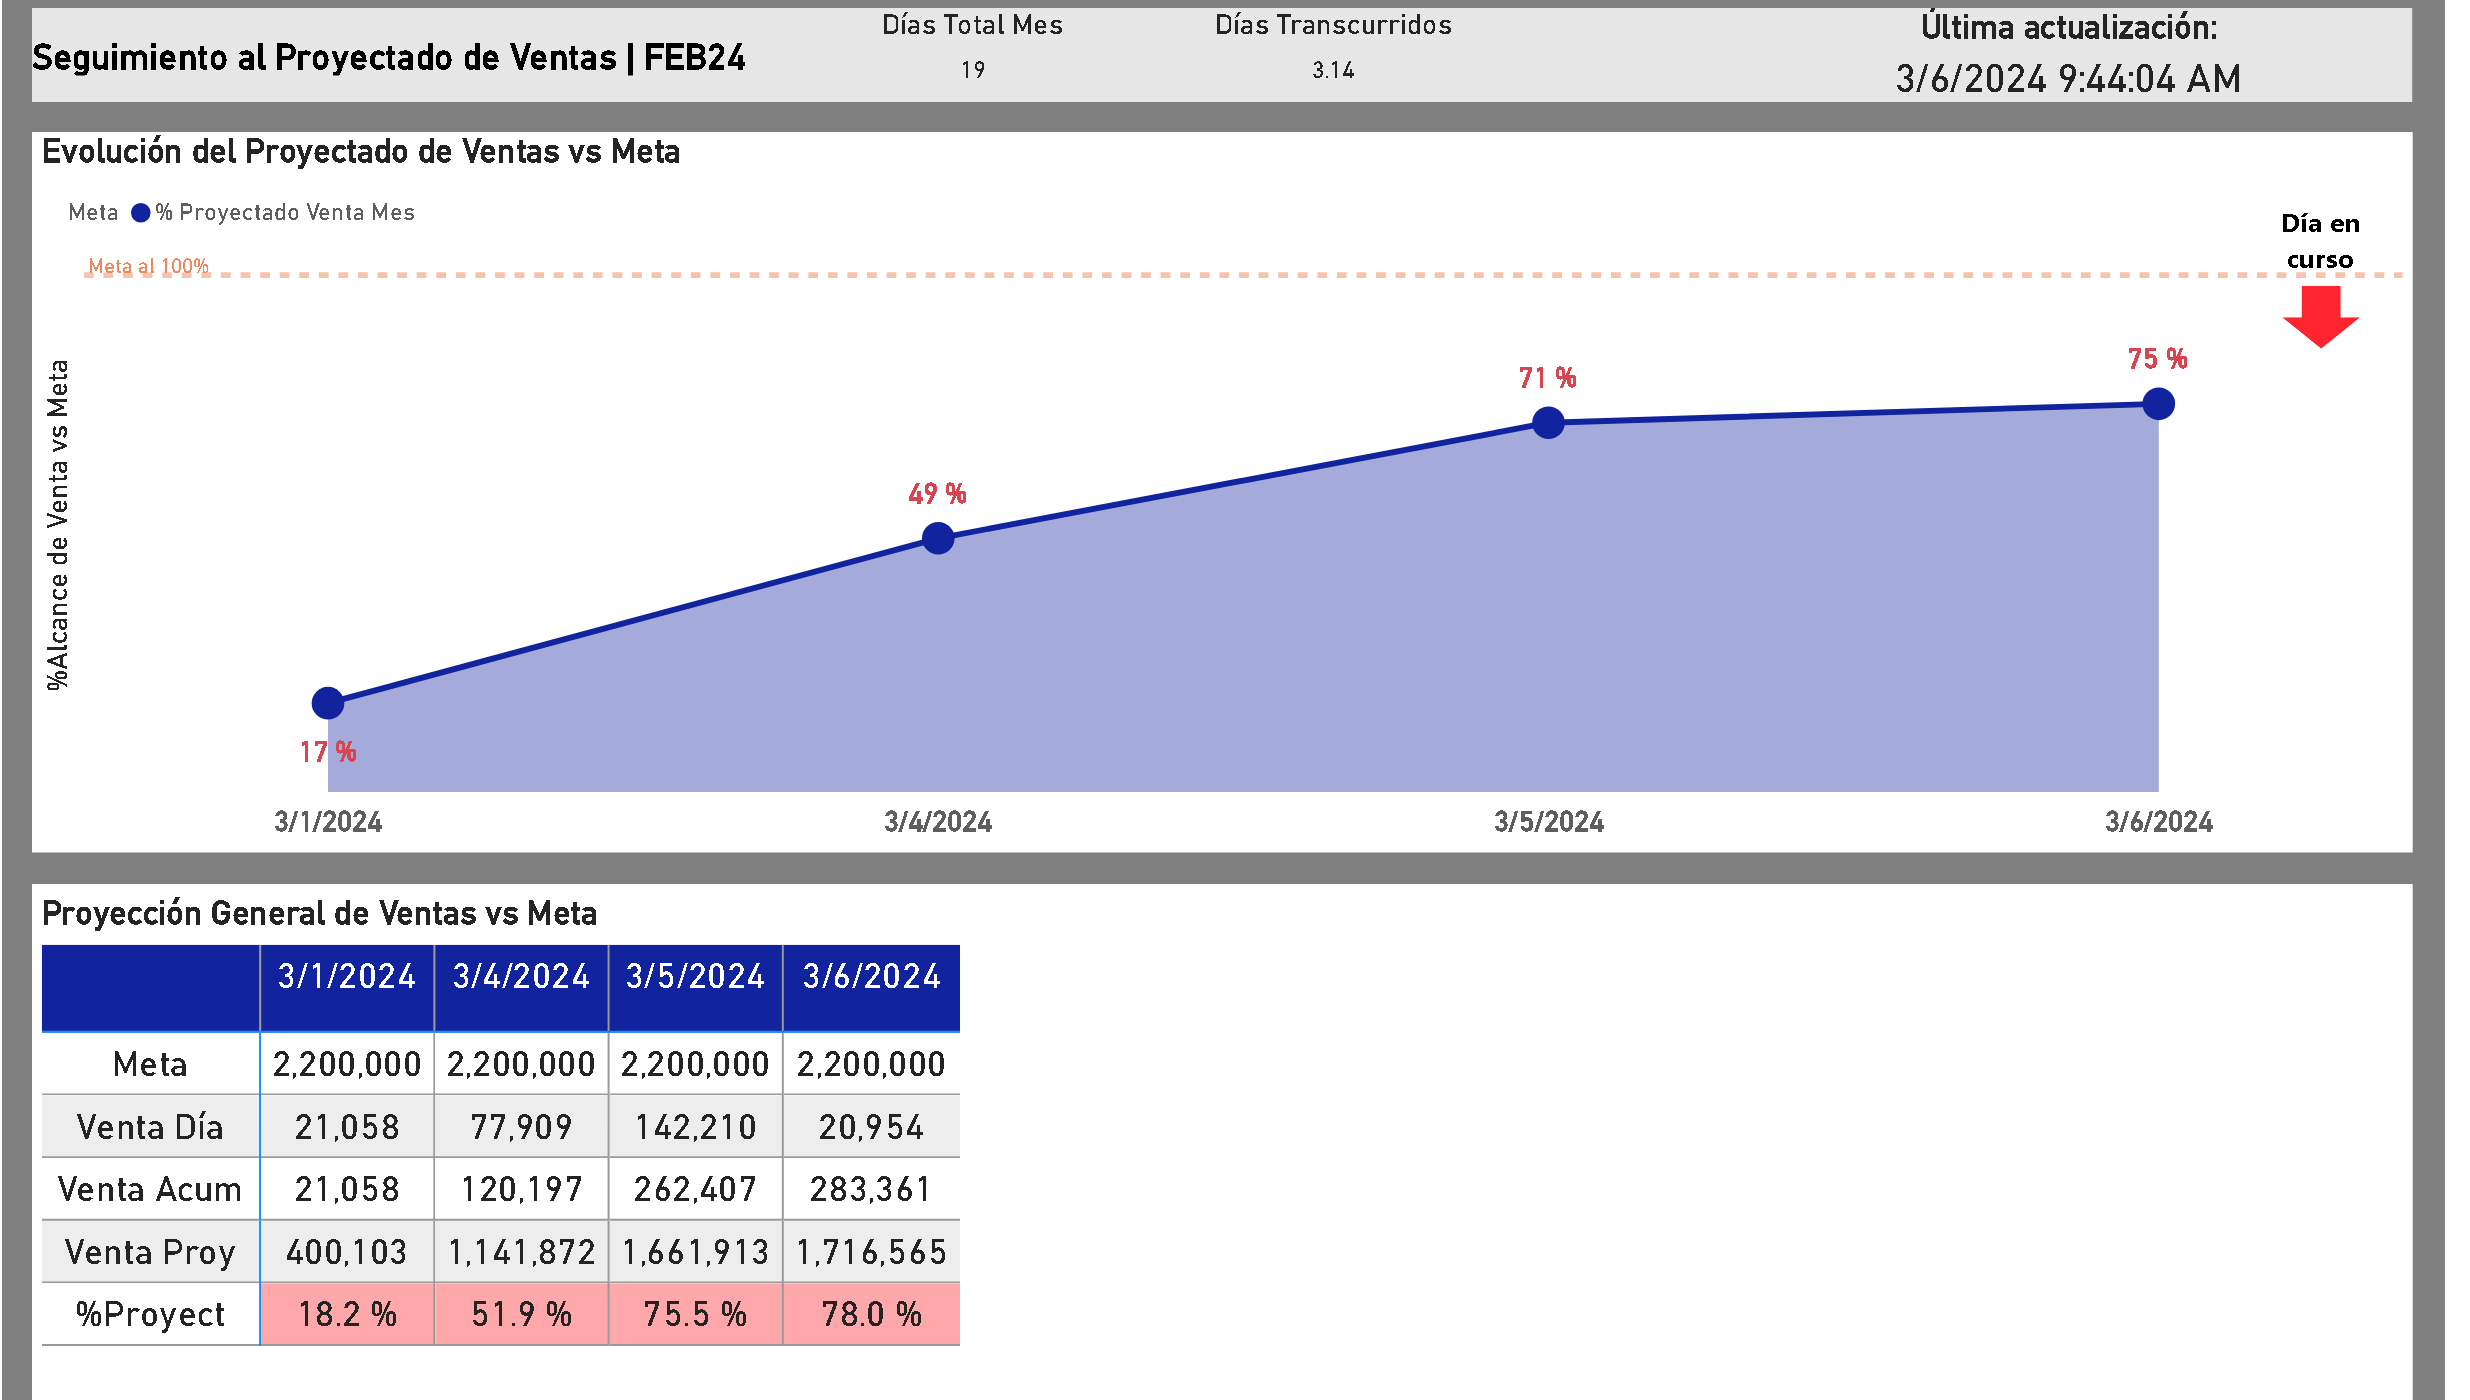 Seguimiento al Proyectado de Ventas | FEB24
Días Total Mes
19
Días Transcurridos
3.14
Última actualización:
3/6/2024 9:44:04 AM
Evolución del Proyectado de Ventas vs Meta
Meta % Proyectado Venta Mes
Día en
curso
Meta al 100%
%Alcance de Venta vs Meta
17 %
49 %
71 %
75 %
3/1/2024 3/4/2024 3/5/2024 3/6/2024
Proyección General de Ventas vs Meta
3/1/2024 3/4/2024 3/5/2024 3/6/2024
Meta 2,200,000 2,200,000 2,200,000 2,200,000
Venta Día 21,058 77,909 142,210 20,954
Venta Acum 21,058 120,197 262,407 283,361
Venta Proy 400,103 1,141,872 1,661,913 1,716,565
%Proyect 18.2 % 51.9 % 75.5 % 78.0 %